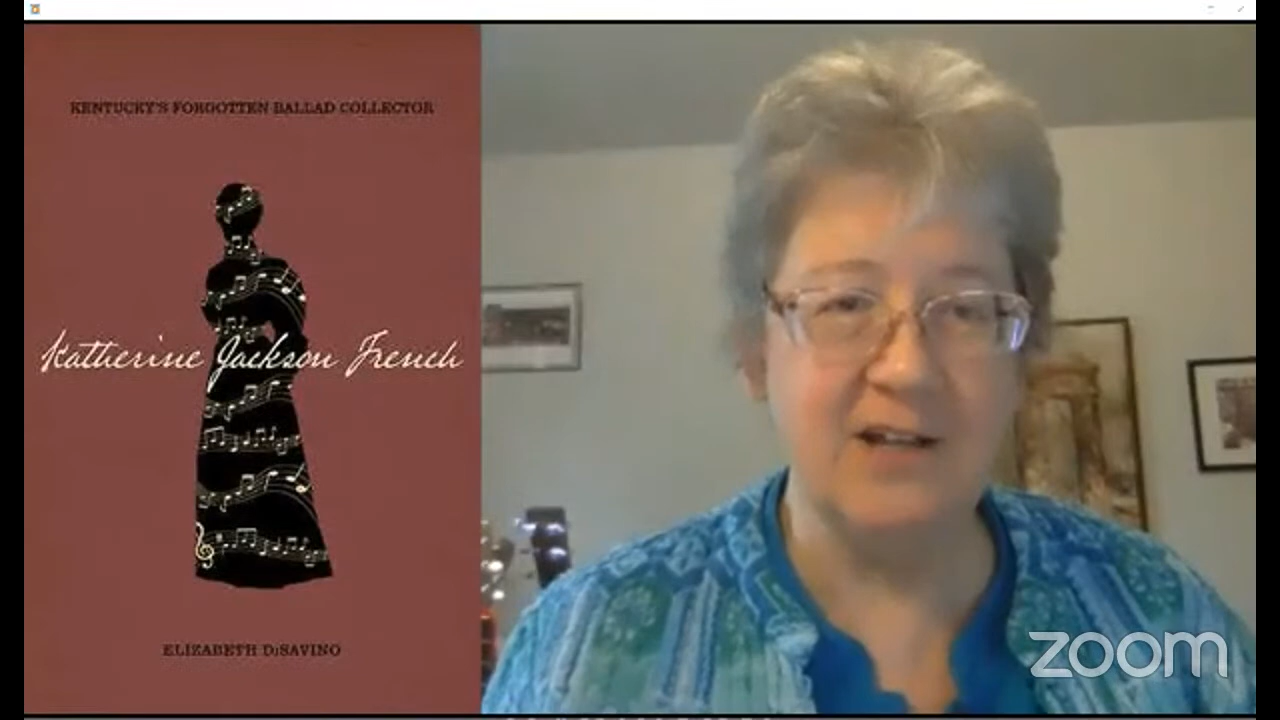 KENTUCKY'S FORGOTTEN BALLAD COLLECTOR
Katherine Jackson French
ELIZABETH DiSAVINO
zoom